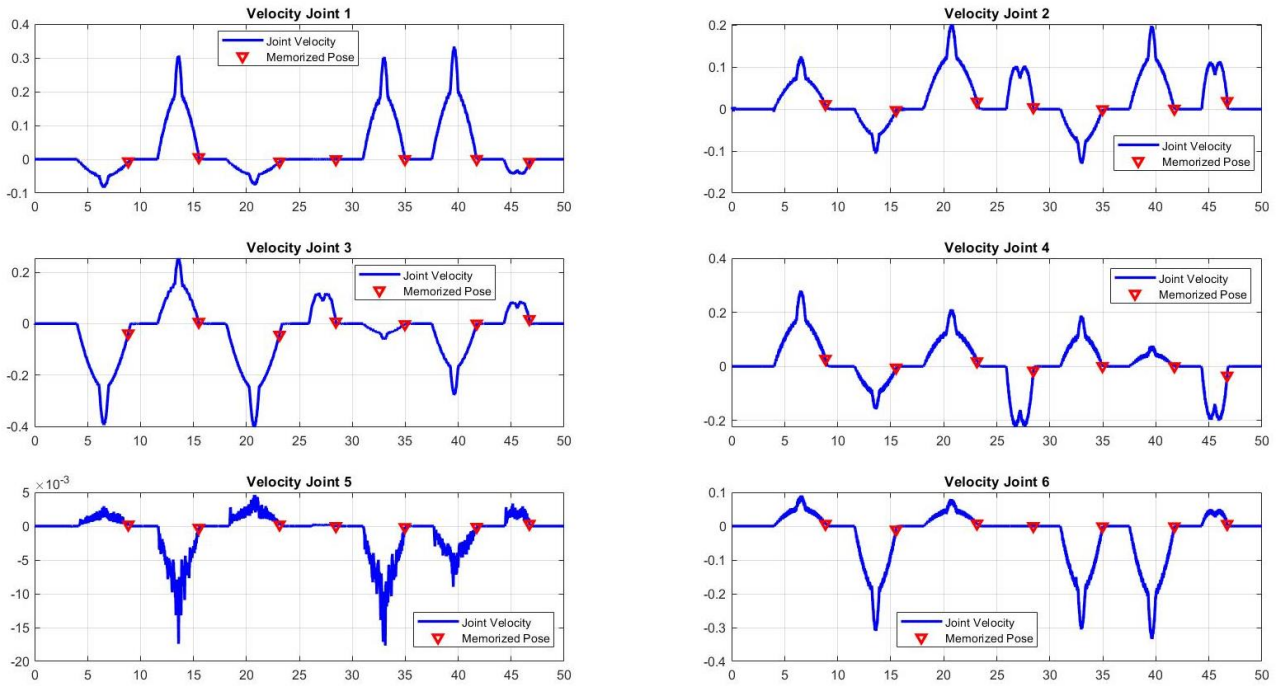 Velocity Joint 1
0.4
0.3
0.2
0.1
0
-0.1
0 5 10 15 20 25 30 35 40 45 50
Joint Velocity
Memorized Pose
Velocity Joint 2
0.2
0.1
0
-0.1
-0.2
0 5 10 15 20 25 30 35 40 45 50
Joint Velocity
Memorized Pose
Velocity Joint 3
0.2
0
-0.2
-0.4
0 5 10 15 20 25 30 35 40 45 50
Joint Velocity
Memorized Pose
Velocity Joint 4
0.4
0.2
0
-0.2
0 5 10 15 20 25 30 35 40 45 50
Joint Velocity
Memorized Pose
Velocity Joint 5
×10⁻³
5
0
-5
-10
-15
-20
0 5 10 15 20 25 30 35 40 45 50
Joint Velocity
Memorized Pose
Velocity Joint 6
0.1
0
-0.1
-0.2
-0.3
-0.4
0 5 10 15 20 25 30 35 40 45 50
Joint Velocity
Memorized Pose